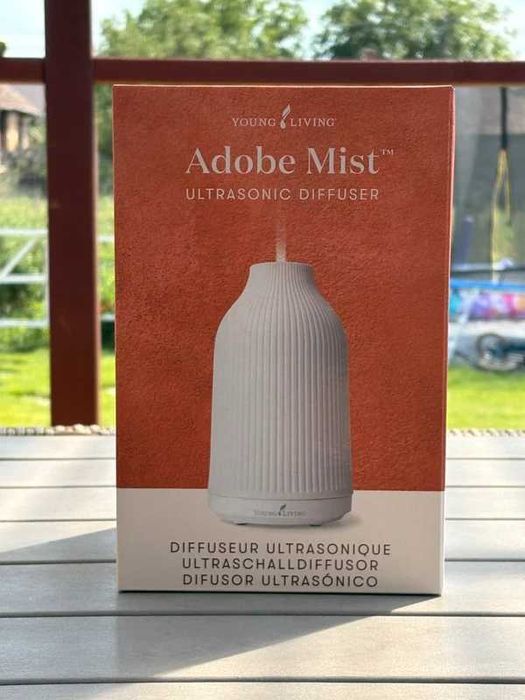 YOUNG LIVING
Adobe Mist™
ULTRASONIC DIFFUSER
YOUNG LIVING
DIFFUSEUR ULTRASONIQUE
ULTRASCHALLDIFFUSOR
DIFUSOR ULTRASÓNICO